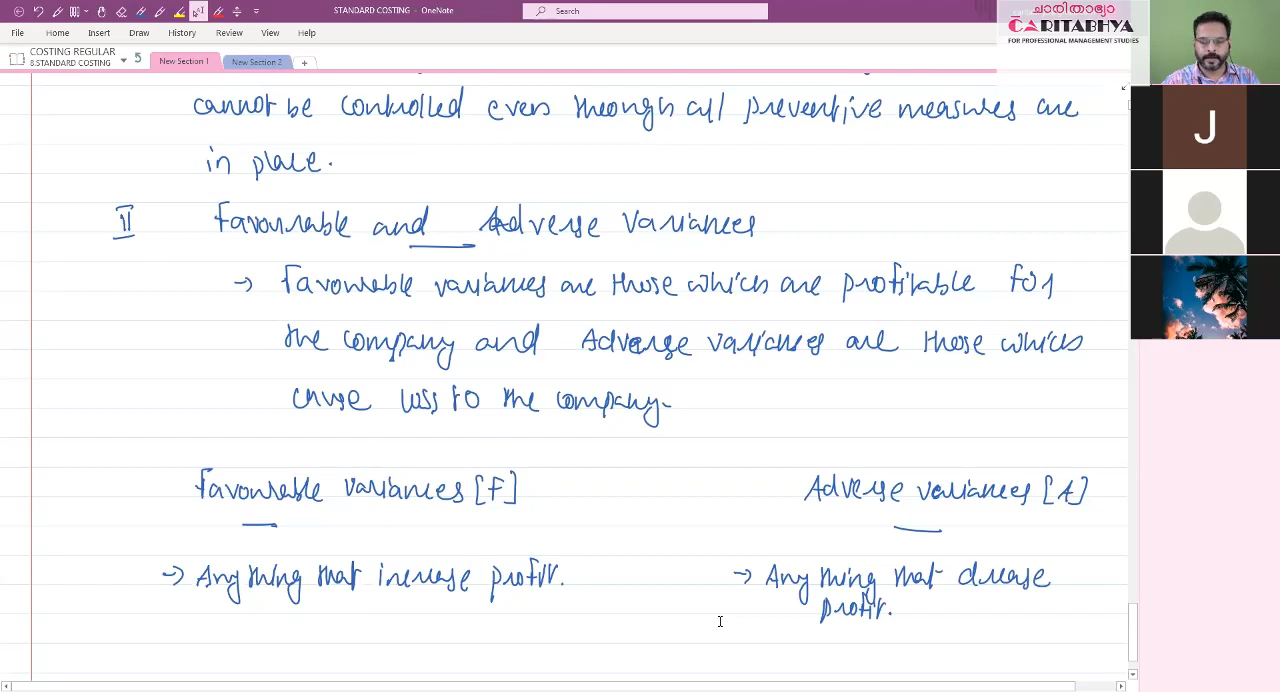 STANDARD COSTING - OneNote
Search
File Home Insert Draw History Review View Help
ചാരിതാഭ്യാ
CARITABHYA
FOR PROFESSIONAL MANAGEMENT STUDIES
COSTING REGULAR
8.STANDARD COSTING
5
New Section 1 New Section 2 +
cannot be controlled even though all preventive measures are
in place.
II Favourable and Adverse Variances
→ Favourable variances are those which are profitable for
the company and Adverse variances are those which
cause loss to the company.
Favourable variances [F] Adverse variances [A]
→ Anything that increase profit. → Anything that decrease
profit.
J